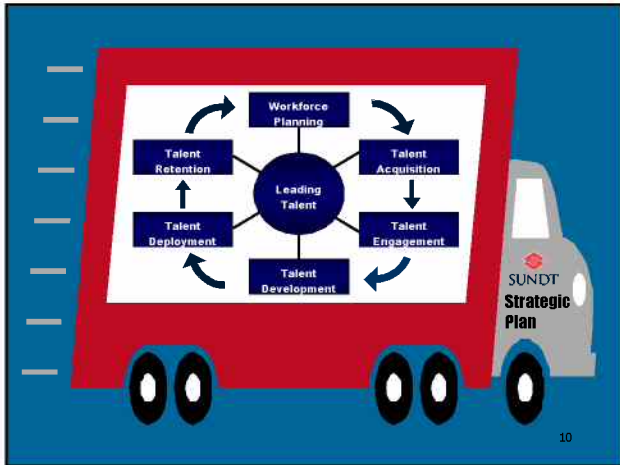 Workforce
Planning
Talent
Acquisition
Talent
Engagement
Talent
Development
Talent
Deployment
Talent
Retention
Leading
Talent
SUNDT
Strategic
Plan
10